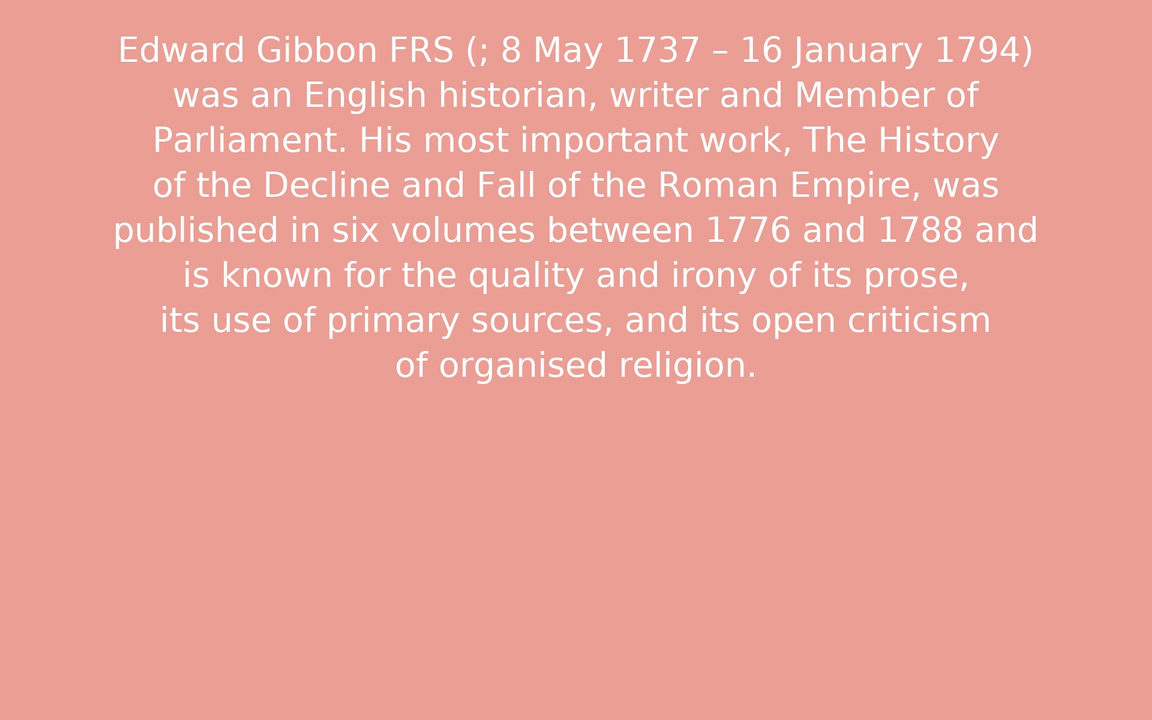 Edward Gibbon FRS (; 8 May 1737 – 16 January 1794)
was an English historian, writer and Member of
Parliament. His most important work, The History
of the Decline and Fall of the Roman Empire, was
published in six volumes between 1776 and 1788 and
is known for the quality and irony of its prose,
its use of primary sources, and its open criticism
of organised religion.